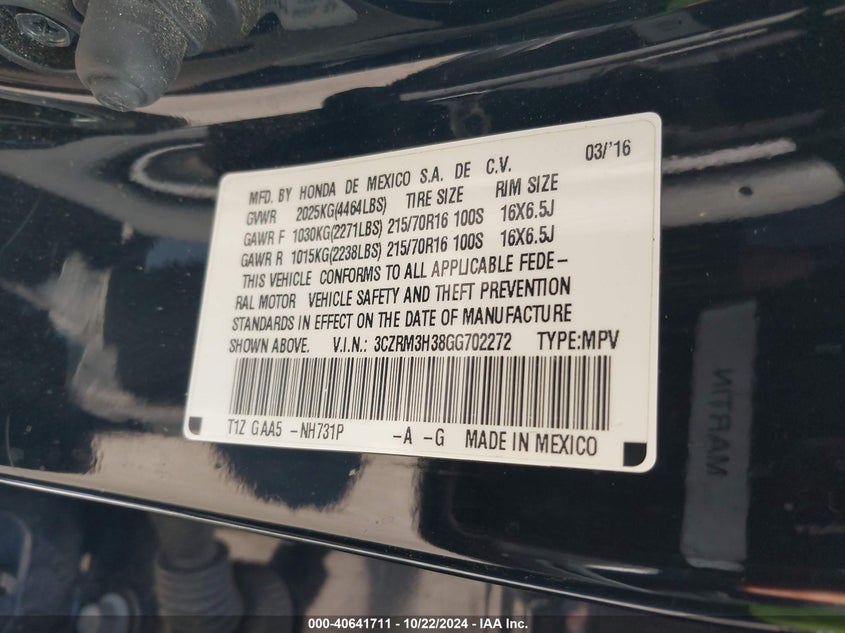 03/'16
MFD. BY HONDA DE MEXICO S.A. DE C.V.
GVWR 2025KG(4464LBS) TIRE SIZE RIM SIZE
GAWR F 1030KG(2271LBS) 215/70R16 100S 16X6.5J
GAWR R 1015KG(2238LBS) 215/70R16 100S 16X6.5J
THIS VEHICLE CONFORMS TO ALL APPLICABLE FEDE-
RAL MOTOR VEHICLE SAFETY AND THEFT PREVENTION
STANDARDS IN EFFECT ON THE DATE OF MANUFACTURE
SHOWN ABOVE. V.I.N.: 3CZRM3H38GG702272 TYPE:MPV
T1Z GAA5 -NH731P -A -G MADE IN MEXICO
MARTIN
000-40641711 - 10/22/2024 - IAA Inc.